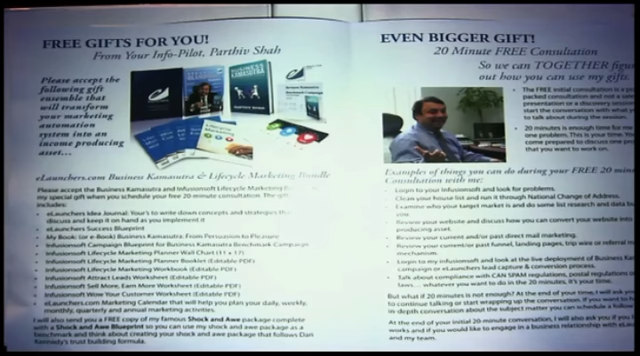 FREE GIFTS FOR YOU!
From Your Info-Pilot, Parthiv Shah
Please accept the
following gift
ensemble that
will transform
your marketing
automation
system into an
income producing
asset...
BUSINESS
KAMASUTRA
eLaunchers.com Business Kamasutra & Lifecycle Marketing Bundle
Please accept the Business Kamasutra and Infusionsoft Lifecycle Marketing
my special gift when you schedule your free 20 minute consultation. The
includes:
• eLaunchers Idea Journal: Your's to write down concepts and strategies
discuss and keep it on hand as you implement it
• eLaunchers Success Blueprint
• My Book: (or e-Book) Business Kamasutra: From Persuasion to Pleasure
• Infusionsoft Campaign Blueprint for Business Kamasutra Benchmark Campaign
• Infusionsoft Lifecycle Marketing Planner Wall Chart (11 x 17)
• Infusionsoft Lifecycle Marketing Planner Booklet (Editable PDF)
• Infusionsoft Lifecycle Marketing Workbook (Editable PDF)
• Infusionsoft Attract Leads Worksheet (Editable PDF)
• Infusionsoft Sell More, Earn More Worksheet (Editable PDF)
• Infusionsoft Wow Your Customer Worksheet (Editable PDF)
• eLaunchers.com Marketing Calendar that will help you plan your daily, weekly,
monthly, quarterly and annual marketing activities.
I will also send you a FREE copy of my famous Shock and Awe package complete
with a Shock and Awe Blueprint so you can use my shock and awe package as a
benchmark and think about creating your shock and awe package that follows Dan
Kennedy's trust building formula.
EVEN BIGGER GIFT!
20 Minute FREE Consultation
So we can TOGETHER figur
out how you can use my gifts.
• The FREE initial consultation is a
packed consultation and not a
presentation or a discovery session
start the conversation with what
to talk about during the session.
• 20 minutes is enough time for
one problem. This is your time.
come prepared to discuss one
that you want to work on.
Examples of things you can do during your FREE 20 minu
Consultation with me:
• Login to your Infusionsoft and look for problems.
• Clean your house list and run it through National Change of Address.
• Examine who your target market is and do some list research and data
• Review your website and discuss how you can convert your website into
producing asset.
• Review your current and/or past direct mail marketing.
• Review your current/past funnel, landing pages, trip wire or referral
mechanism.
• Login to my Infusionsoft and look at the live deployment of Business
campaign or eLaunchers lead capture & conversion process.
• Talk about compliance with CAN SPAM regulations, postal regulations
laws... whatever you want to do in the 20 minutes, it's your time.
But what if 20 minutes is not enough? At the end of your time, I will ask
to continue talking or start wrapping up the conversation. If you want to
in-depth conversation about the subject matter you can schedule a follow
At the end of your initial 20-minute conversation, I will also ask you if
works and if you would like to engage in a business relationship with eLaun
and my team.